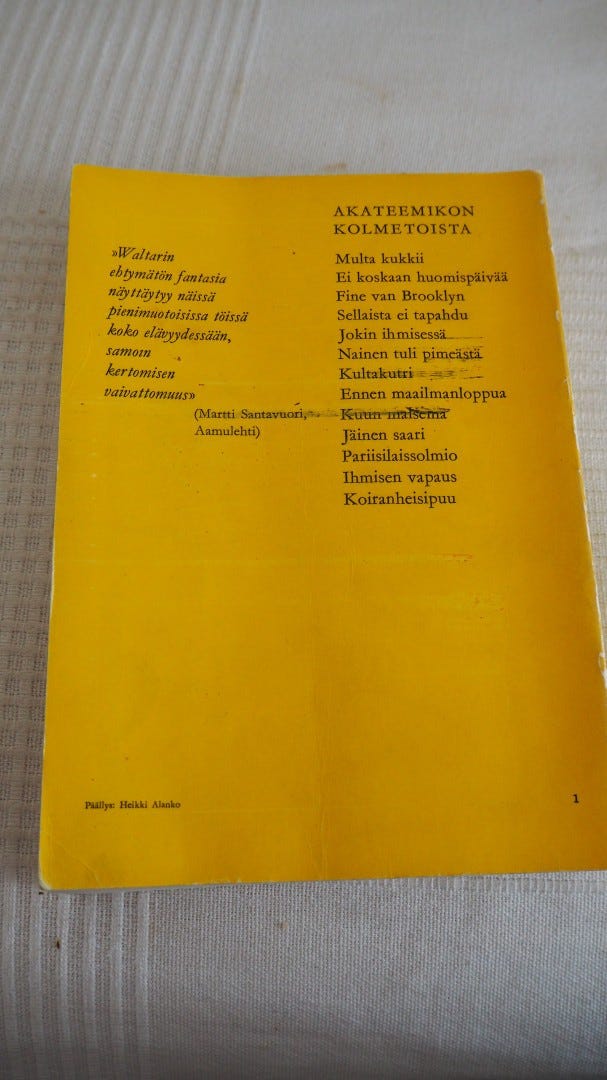 »Waltarin
ehtymätön fantasia
näyttäytyy näissä
pienimuotoisissa töissä
koko elävyydessään,
samoin
kertomisen
vaivattomuus»
(Martti Santavuori,
Aamulehti)
AKATEEMIKON
KOLMETOISTA
Multa kukkii
Ei koskaan huomispäivää
Fine van Brooklyn
Sellaista ei tapahdu
Jokin ihmisessä
Nainen tuli pimeästä
Kultakutri
Ennen maailmanloppua
Kuun maisema
Jäinen saari
Pariisilaissolmio
Ihmisen vapaus
Koiranheisipuu
Päällys: Heikki Alanko
1